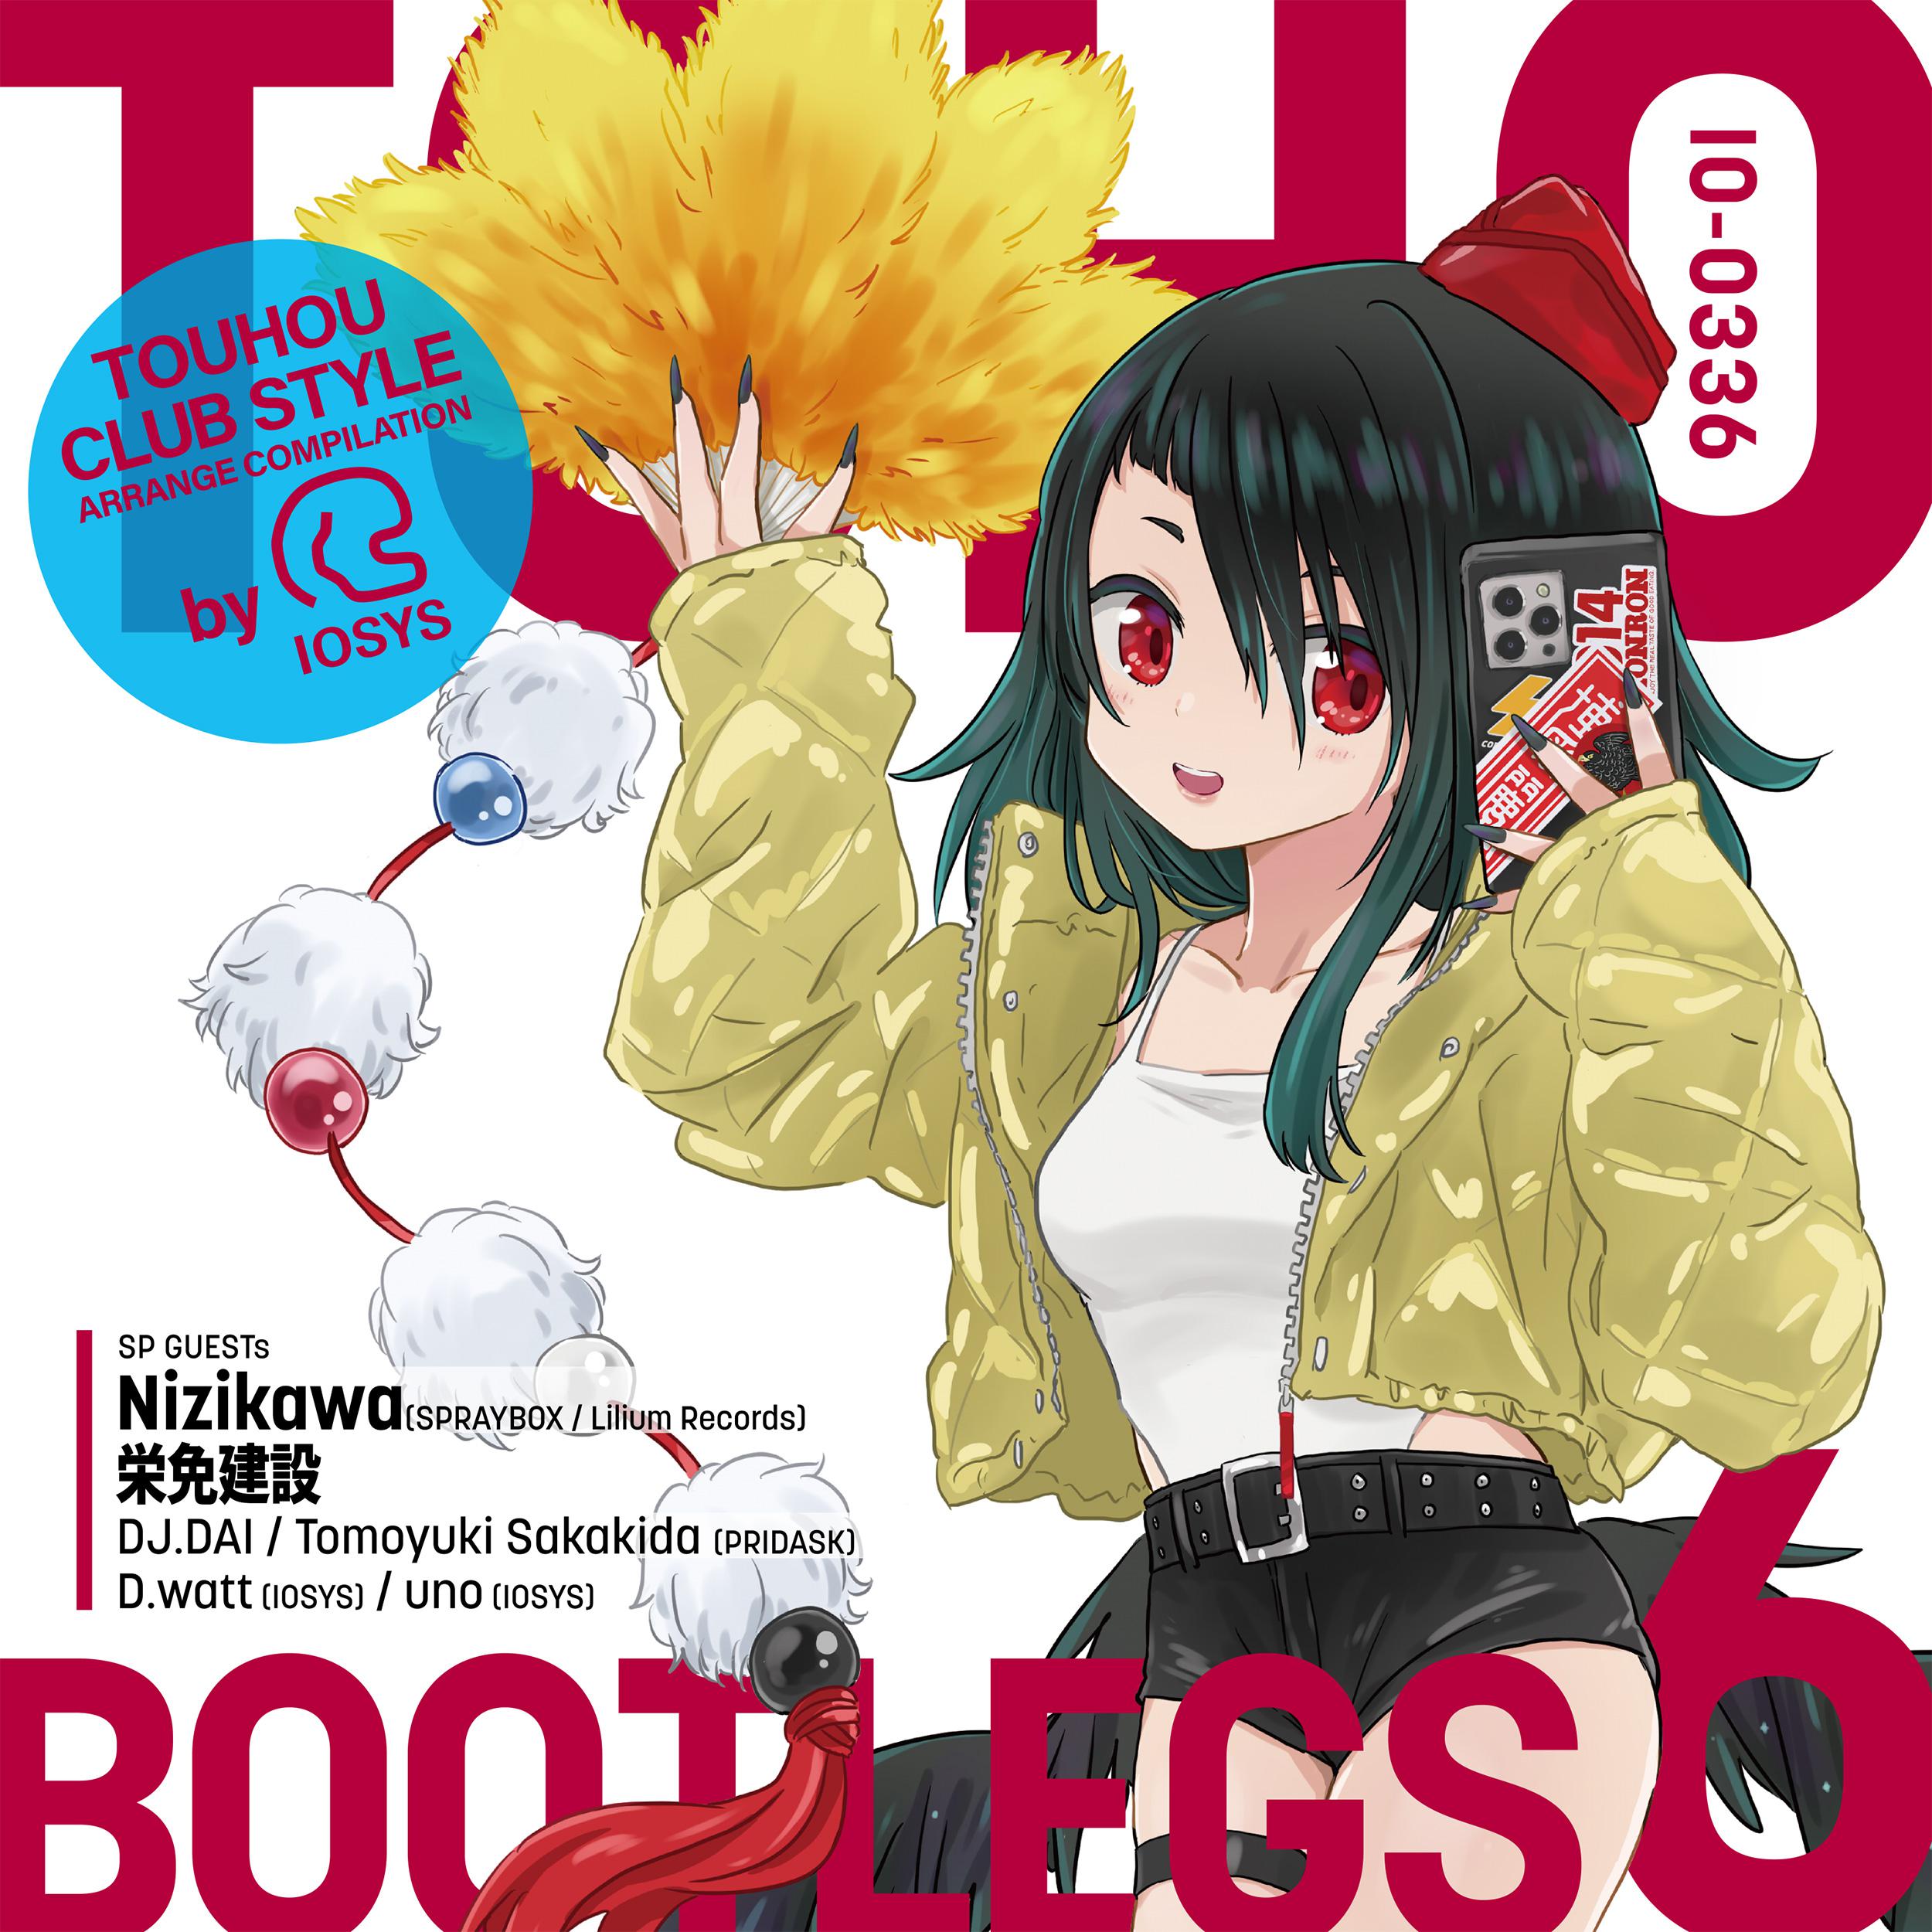 TOHO
IO-0336
TOUHOU
CLUB STYLE
ARRANGE COMPILATION
by
IOSYS
014
SP GUESTs
Nizikawa(SPRAYBOX / Lilium Records)
栄免建設
DJ.DAI / Tomoyuki Sakakida (PRIDASK)
D.watt (IOSYS) / uno (IOSYS)
BOOTLEGS 6